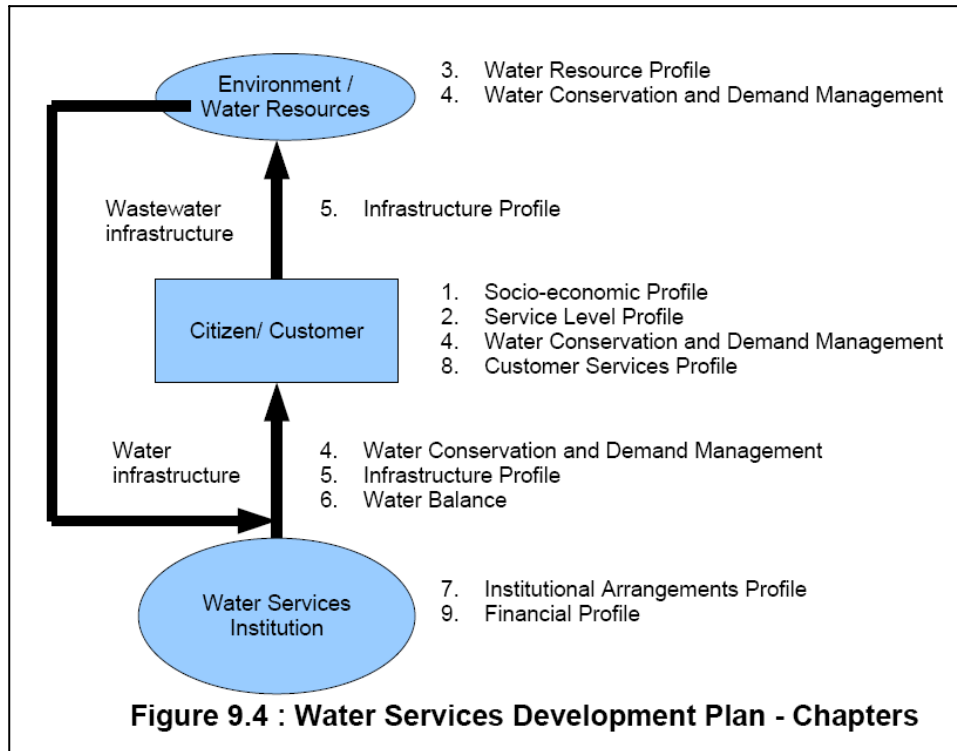 Environment /
Water Resources
3. Water Resource Profile
4. Water Conservation and Demand Management
Wastewater
infrastructure
5. Infrastructure Profile
Citizen/ Customer
1. Socio-economic Profile
2. Service Level Profile
4. Water Conservation and Demand Management
8. Customer Services Profile
Water
infrastructure
4. Water Conservation and Demand Management
5. Infrastructure Profile
6. Water Balance
Water Services
Institution
7. Institutional Arrangements Profile
9. Financial Profile
Figure 9.4 : Water Services Development Plan - Chapters